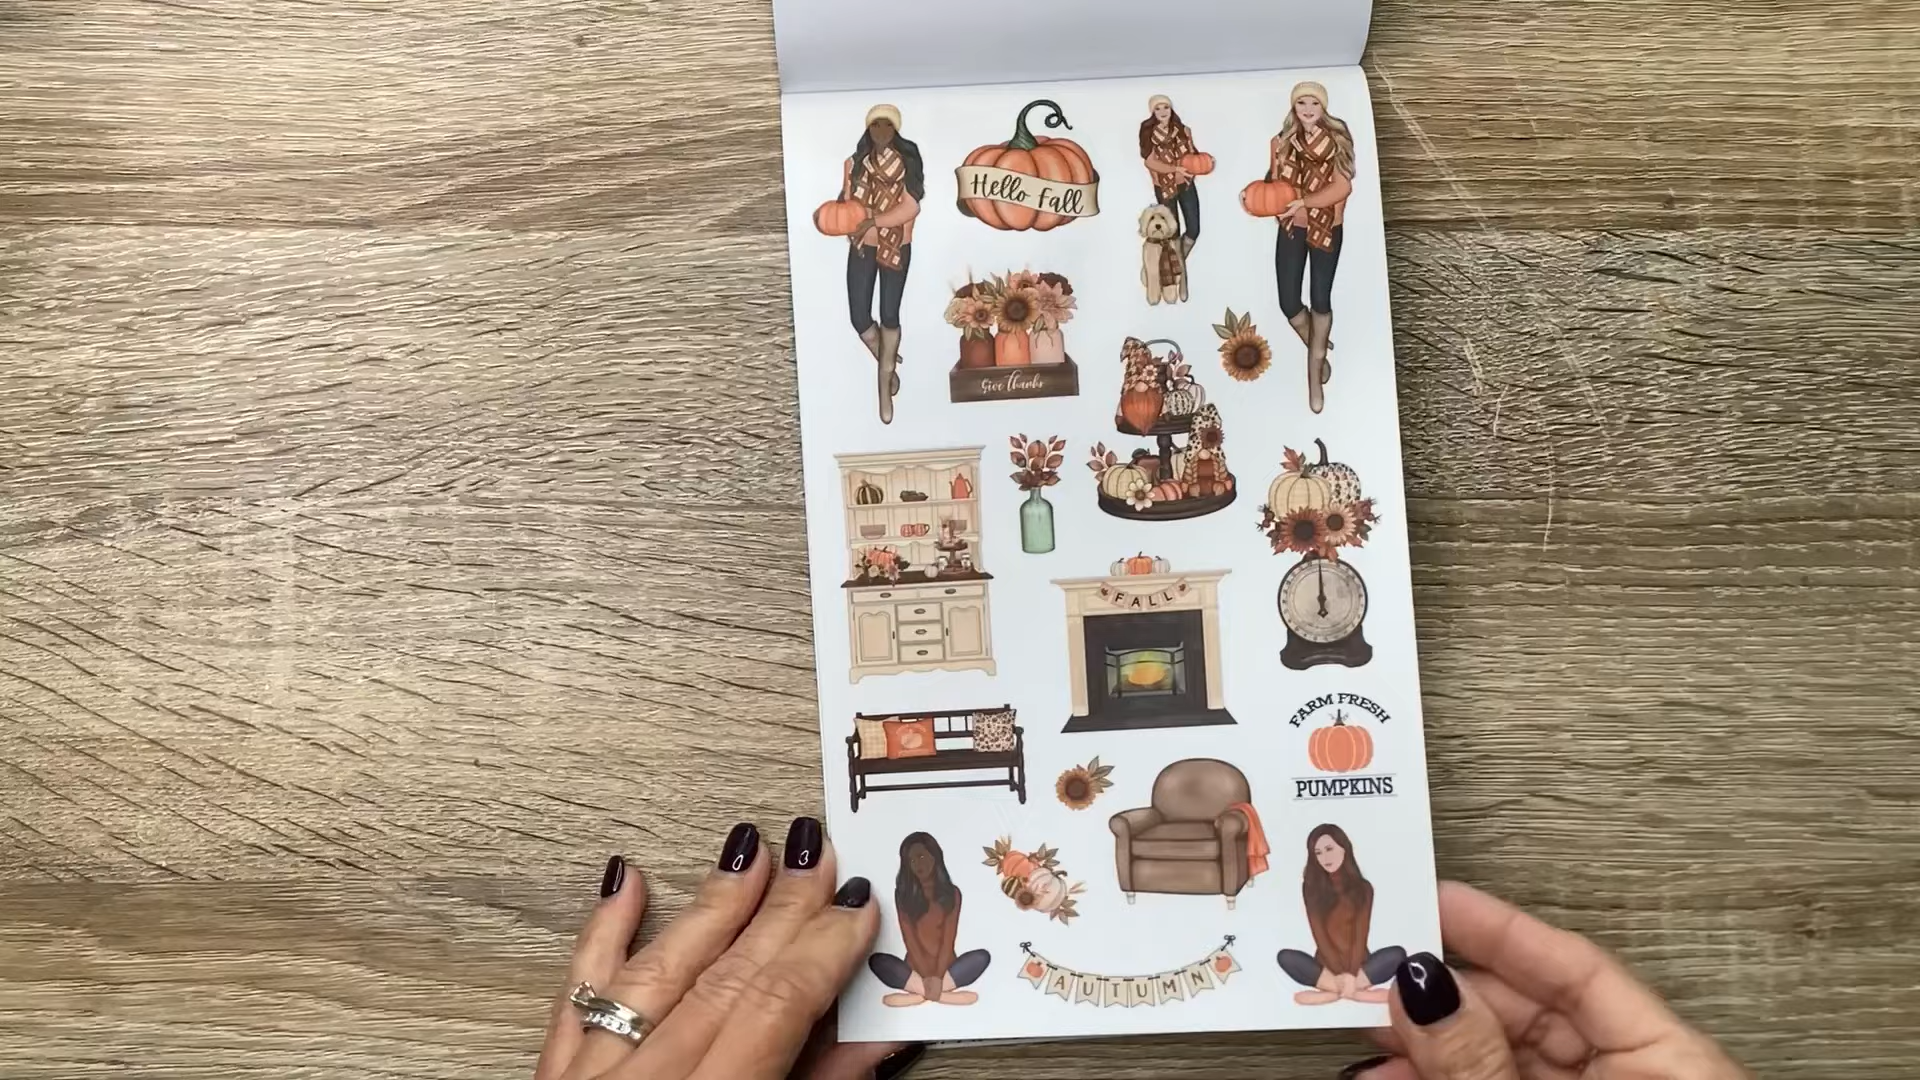 Hello Fall
Give Thanks
FALL
FARM FRESH
PUMPKINS
AUTUMN